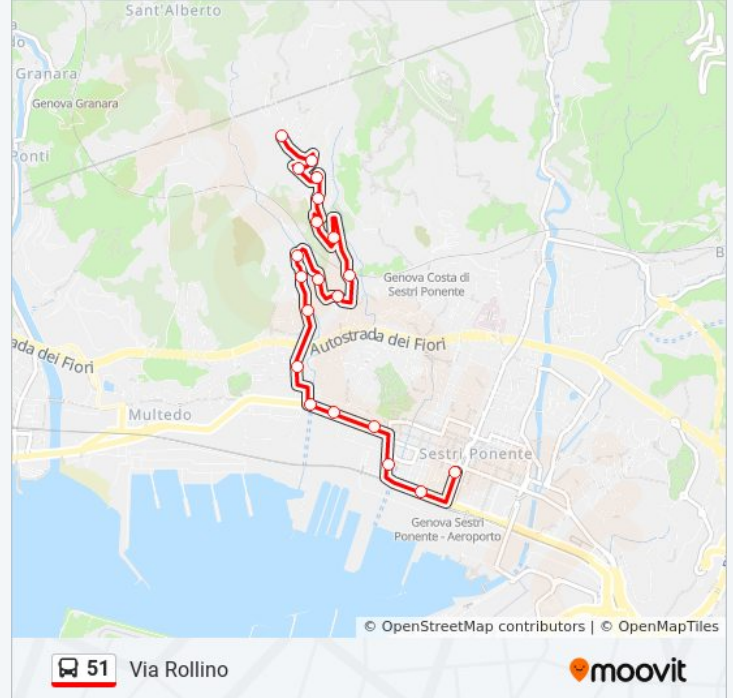 Sant'Alberto
a
do
Granara
Genova Granara
Ponti
B
Genova Costa di
Sestri Ponente
Autostrada dei Fiori
ada dei Fiori
Multedo
Sestri Ponente
Genova Sestri
Ponente - Aeroporto
© OpenStreetMap contributors | © OpenMapTiles
51 Via Rollino
moovit